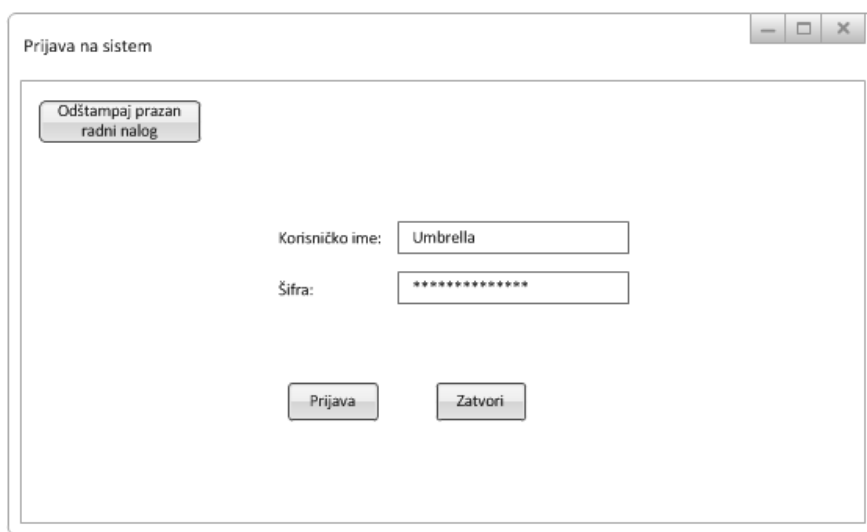 Prijava na sistem
Odštampaj prazan
radni nalog
Korisničko ime: Umbrella
Šifra: **************
Prijava Zatvori